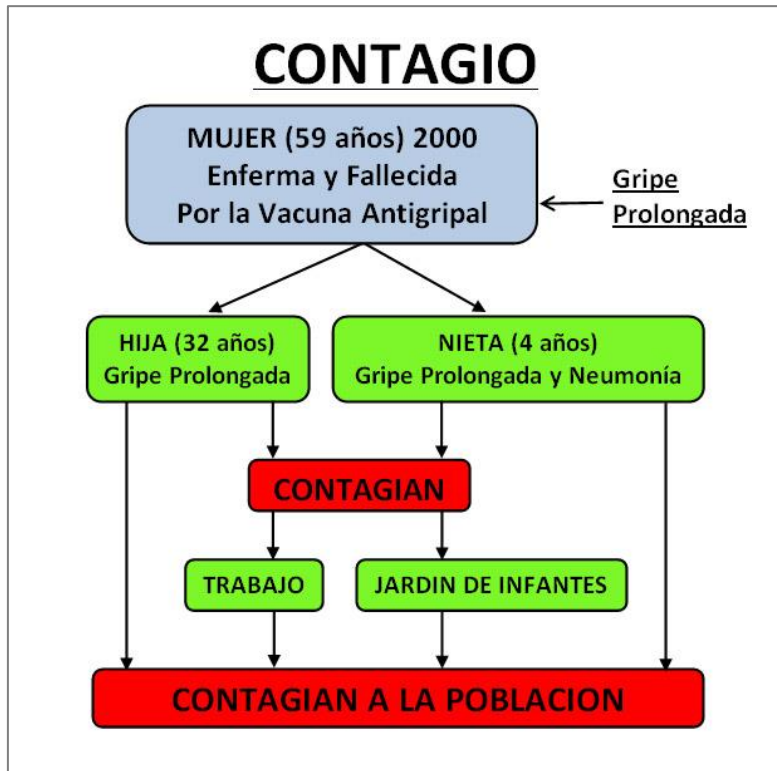 CONTAGIO
MUJER (59 años) 2000
Enferma y Fallecida
Por la Vacuna Antigripal
Gripe
Prolongada
HIJA (32 años)
Gripe Prolongada
NIETA (4 años)
Gripe Prolongada y Neumonía
CONTAGIAN
TRABAJO
JARDIN DE INFANTES
CONTAGIAN A LA POBLACION